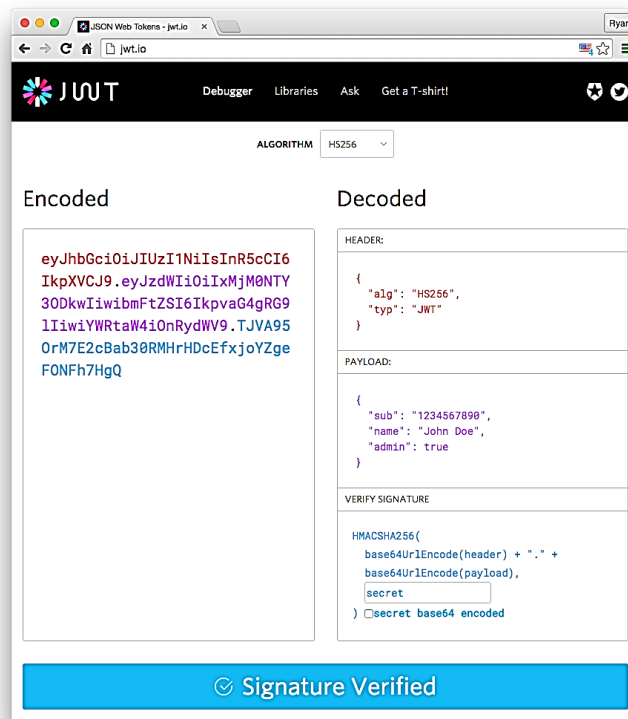 JSON Web Tokens - jwt.io
Ryan
jwt.io
JWT
Debugger Libraries Ask Get a T-shirt!
ALGORITHM HS256
Encoded
Decoded
eyJhbGciOiJIUzI1NiIsInR5cCI6
IkpXVCJ9.eyJzdWIiOiIxMjM0NTY
3ODkwIiwibmFtZSI6IkpvaG4gRG9
lIiwiYWRtaW4iOnRydWV9.TJVA95
OrM7E2cBab30RMHrHDcEfxjoYZge
FONFh7HgQ
HEADER:
{
"alg": "HS256",
"typ": "JWT"
}
PAYLOAD:
{
"sub": "1234567890",
"name": "John Doe",
"admin": true
}
VERIFY SIGNATURE
HMACSHA256(
base64UrlEncode(header) + "." +
base64UrlEncode(payload),
secret
) secret base64 encoded
Signature Verified